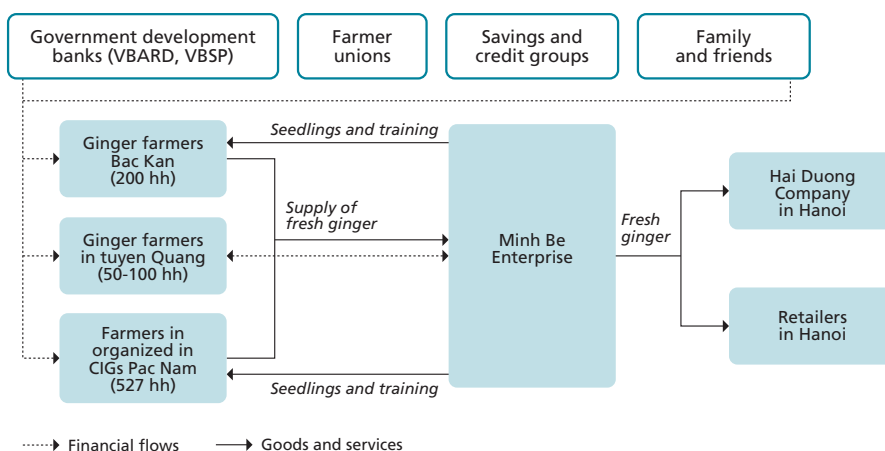 Government development
banks (VBARD, VBSP)
Farmer
unions
Savings and
credit groups
Family
and friends
Seedlings and training
Ginger farmers
Bac Kan
(200 hh)
Supply of
fresh ginger
Ginger farmers
in tuyen Quang
(50-100 hh)
Farmers in
organized in
CIGs Pac Nam
(527 hh)
Seedlings and training
Minh Be
Enterprise
Fresh
ginger
Hai Duong
Company
in Hanoi
Retailers
in Hanoi
Financial flows
Goods and services